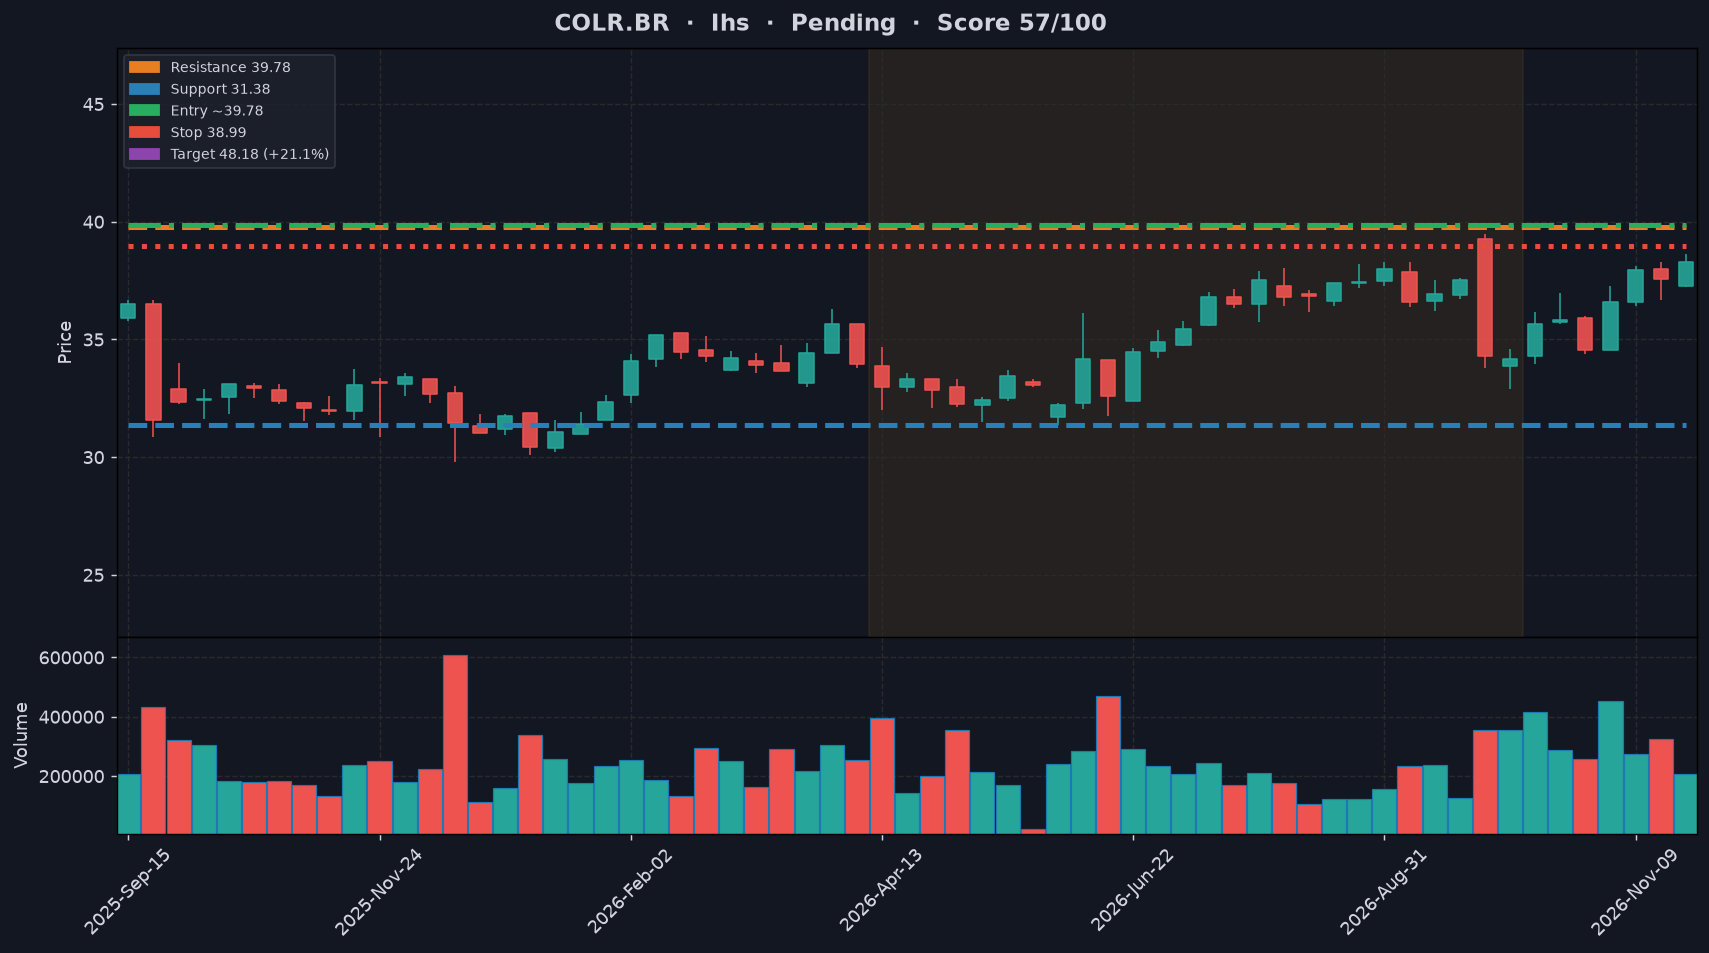 COLR.BR · Ihs · Pending · Score 57/100
Resistance 39.78
Support 31.38
Entry ~39.78
Stop 38.99
Target 48.18 (+21.1%)
Price
45
40
35
30
25
Volume
600000
400000
200000
2025-Sep-15
2025-Nov-24
2026-Feb-02
2026-Apr-13
2026-Jun-22
2026-Aug-31
2026-Nov-09